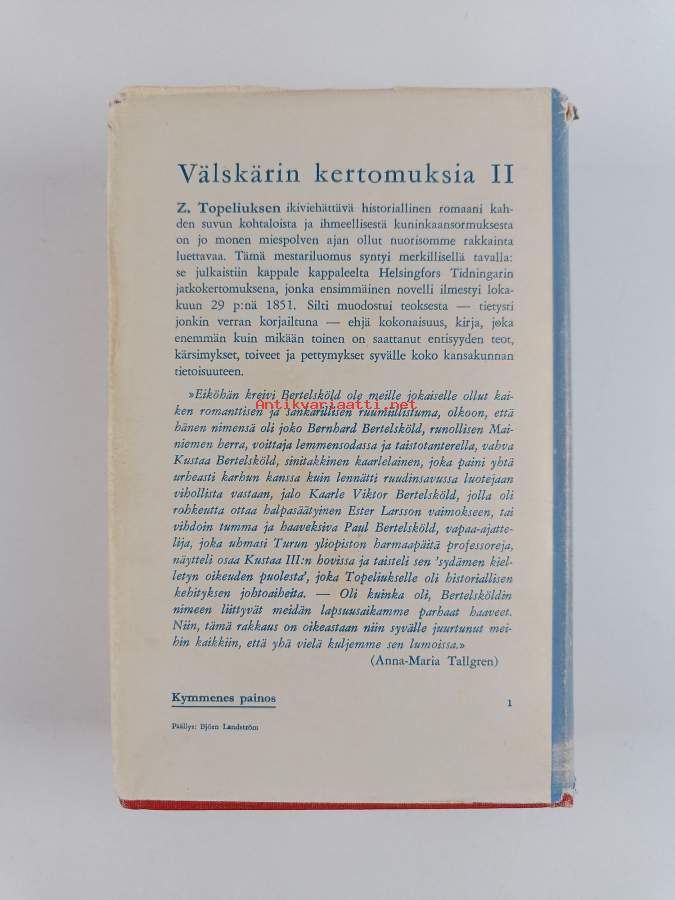 Välskärin kertomuksia II
Z. Topeliuksen ikiviehättävä historiallinen romaani kah-
den suvun kohtaloista ja ihmeellisestä kuninkaansormuksesta
on jo monen miespolven ajan ollut nuorisomme rakkainta
luettavaa. Tämä mestariluomus syntyi merkillisellä tavalla:
se julkaistiin kappale kappaleelta Helsingfors Tidningarin
jatkokertomuksena, jonka ensimmäinen novelli ilmestyi loka-
kuun 29 p:nä 1851. Silti muodostui teoksesta — tietysti
jonkin verran korjailtuna — ehjä kokonaisuus, kirja, joka
enemmän kuin mikään toinen on saattanut entisyyden teot,
kärsimykset, toiveet ja pettymykset syvälle koko kansakunnan
tietoisuuteen.
»Eiköhän kreivi Bertelsköld ole meille jokaiselle ollut kai-
ken romanttisen ja sankarillisen ruumiillistuma, olkoon, että
Antikvariaatti.net
hänen nimensä oli joko Bernhard Bertelsköld, runollisen Mai-
niemen herra, voittaja lemmensodassa ja taistotanterella, vahva
Kustaa Bertelsköld, sinitakkinen kaarlelainen, joka paini yhtä
urheasti karhun kanssa kuin lennätti ruudinsavussa luotejaan
vihollista vastaan, jalo Kaarle Viktor Bertelsköld, jolla oli
rohkeutta ottaa halpasäätyinen Ester Larsson vaimokseen, tai
vihdoin tumma ja haaveksiva Paul Bertelsköld, vapaa-ajatte-
lija, joka uhmasi Turun yliopiston harmaapäitä professoreja,
näytteli osaa Kustaa III:n hovissa ja taisteli sen 'sydämen kiel-
letyn oikeuden puolesta', joka Topeliukselle oli historiallisen
kehityksen johtoaiheita. — Oli kuinka oli, Bertelsköldin
nimeen liittyvät meidän lapsuusaikamme parhaat haaveet.
Niin, tämä rakkaus on oikeastaan niin syvälle juurtunut mei-
hin kaikkiin, että yhä vielä kuljemme sen lumoissa.»
(Anna-Maria Tallgren)
Kymmenes painos
1
Päällys: Björn Landström